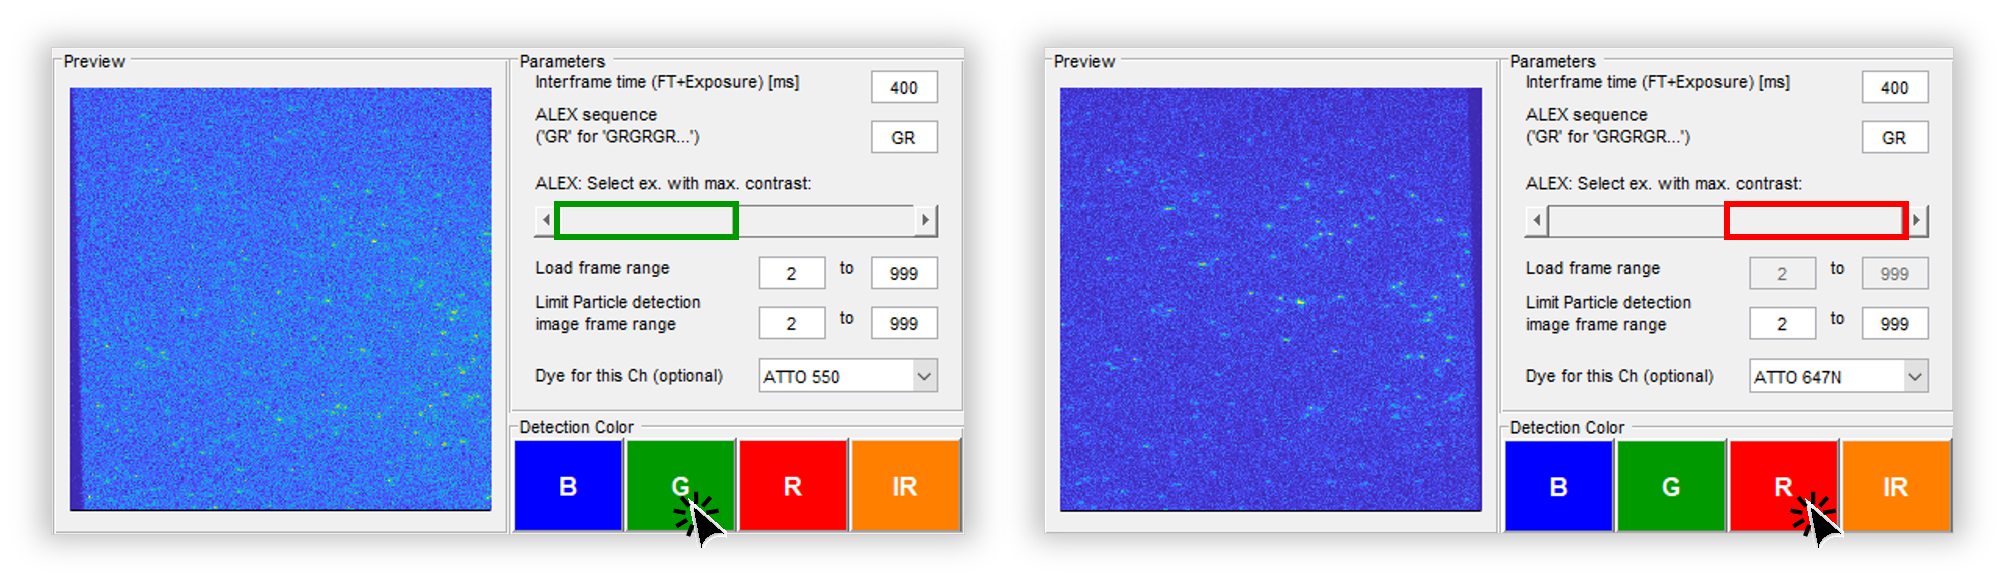 Preview
Parameters
Interframe time (FT+Exposure) [ms]
400
ALEX sequence
('GR' for 'GRGRGR...')
GR
ALEX: Select ex. with max. contrast:
Load frame range
2
to
999
Limit Particle detection
image frame range
2
to
999
Dye for this Ch (optional)
ATTO 550
Detection Color
B
G
R
IR
Preview
Parameters
Interframe time (FT+Exposure) [ms]
400
ALEX sequence
('GR' for 'GRGRGR...')
GR
ALEX: Select ex. with max. contrast:
Load frame range
2
to
999
Limit Particle detection
image frame range
2
to
999
Dye for this Ch (optional)
ATTO 647N
Detection Color
B
G
R
IR